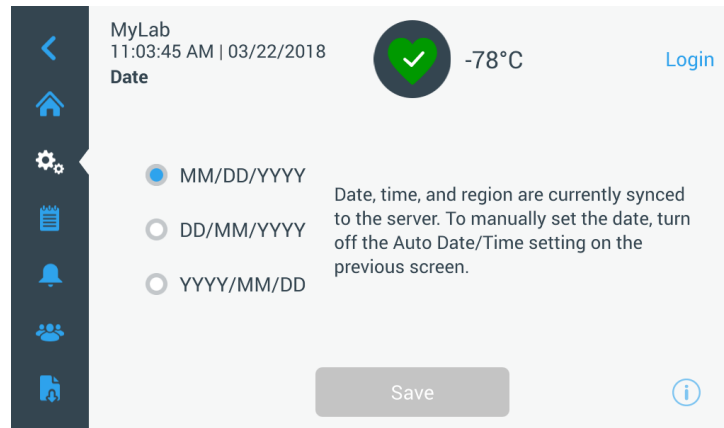 MyLab
11:03:45 AM | 03/22/2018
Date
-78°C
Login
MM/DD/YYYY
DD/MM/YYYY
YYYY/MM/DD
Date, time, and region are currently synced
to the server. To manually set the date, turn
off the Auto Date/Time setting on the
previous screen.
Save
i